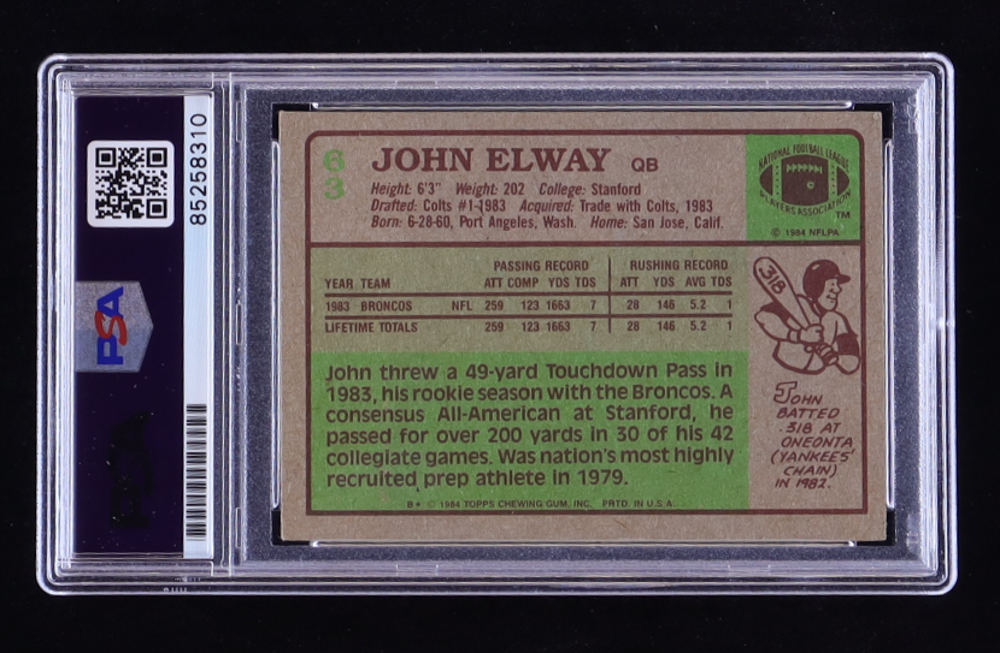 85258310
PSA
63
JOHN ELWAY QB
Height: 6'3" Weight: 202 College: Stanford
Drafted: Colts #1-1983 Acquired: Trade with Colts, 1983
Born: 6-28-60, Port Angeles, Wash. Home: San Jose, Calif.
NATIONAL FOOTBALL LEAGUE
PLAYERS ASSOCIATION
TM
© 1984 NFLPA
PASSING RECORD RUSHING RECORD
YEAR TEAM ATT COMP YDS TDS ATT YDS AVG TDS
1983 BRONCOS NFL 259 123 1663 7 28 146 5.2 1
LIFETIME TOTALS 259 123 1663 7 28 146 5.2 1
John threw a 49-yard Touchdown Pass in
1983, his rookie season with the Broncos. A
consensus All-American at Stanford, he
passed for over 200 yards in 30 of his 42
collegiate games. Was nation's most highly
recruited prep athlete in 1979.
.318
JOHN
BATTED
.318 AT
ONEONTA
(YANKEES'
CHAIN)
IN 1982.
B* © 1984 TOPPS CHEWING GUM, INC. PRTD. IN U.S.A.